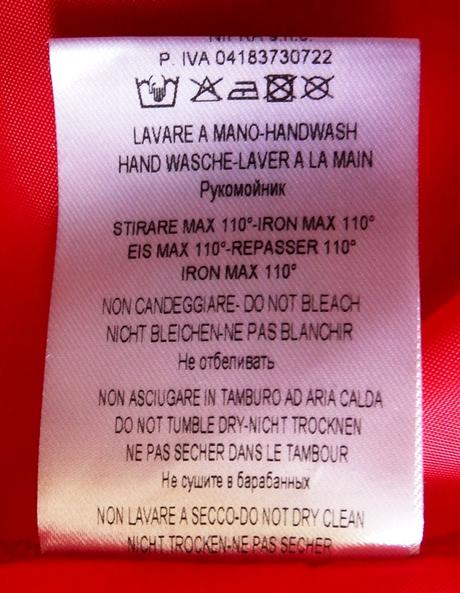 P. IVA 04183730722
LAVARE A MANO-HANDWASH
HAND WASCHE-LAVER A LA MAIN
Рукомойник
STIRARE MAX 110°-IRON MAX 110°
EIS MAX 110°-REPASSER 110°
IRON MAX 110°
NON CANDEGGIARE- DO NOT BLEACH
NICHT BLEICHEN-NE PAS BLANCHIR
Не отбеливать
NON ASCIUGARE IN TAMBURO AD ARIA CALDA
DO NOT TUMBLE DRY-NICHT TROCKNEN
NE PAS SECHER DANS LE TAMBOUR
Не сушите в барабанных
NON LAVARE A SECCO-DO NOT DRY CLEAN
NICHT TROCKEN-NE PAS SECHER